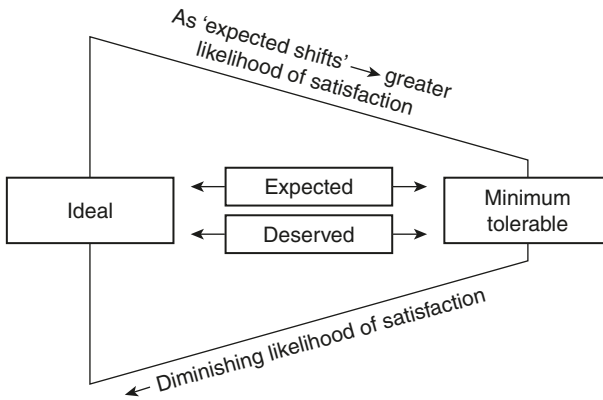 As ‘expected shifts’ → greater
likelihood of satisfaction
Ideal
Expected
Deserved
Minimum
tolerable
← Diminishing likelihood of satisfaction